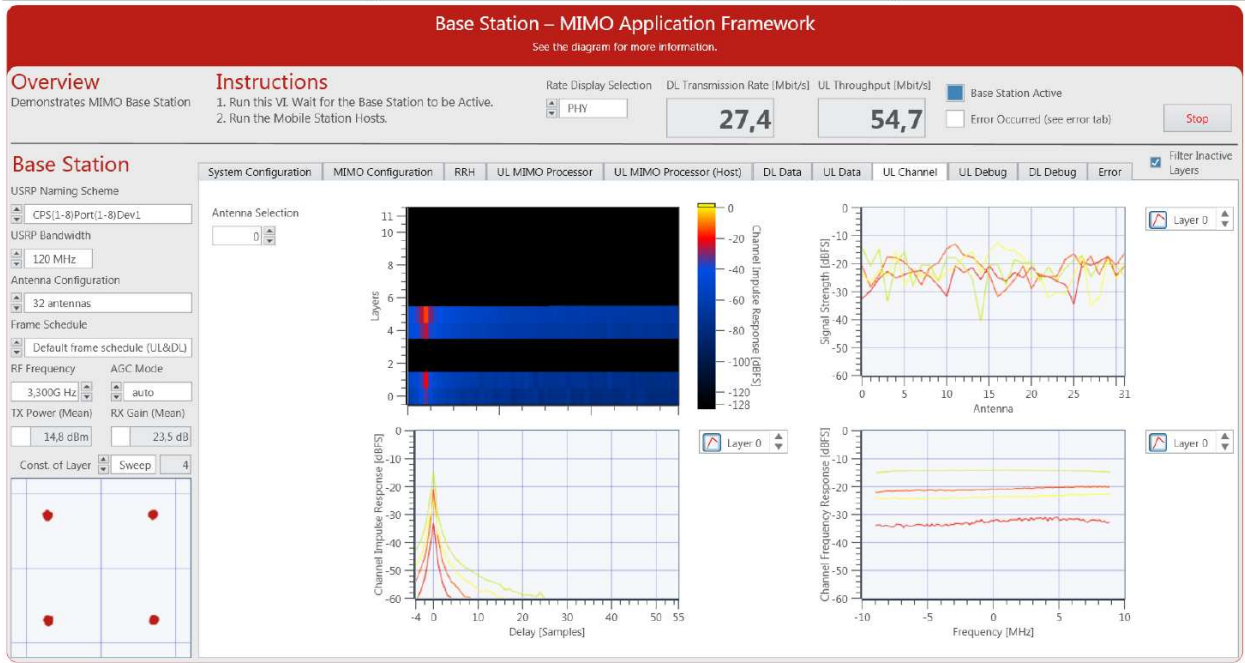 Base Station – MIMO Application Framework
See the diagram for more information.
Overview
Demonstrates MIMO Base Station
Instructions
1. Run this VI. Wait for the Base Station to be Active.
2. Run the Mobile Station Hosts.
Rate Display Selection
PHY
DL Transmission Rate [Mbit/s]
27,4
UL Throughput [Mbit/s]
54,7
Base Station Active
Error Occurred (see error tab)
Stop
Base Station
USRP Naming Scheme
CPS(1-8)Port(1-8)Dev1
USRP Bandwidth
120 MHz
Antenna Configuration
32 antennas
Frame Schedule
Default frame schedule (UL&DL)
RF Frequency
AGC Mode
3,300G Hz
auto
TX Power (Mean)
RX Gain (Mean)
14,8 dBm
23,5 dB
Const. of Layer
Sweep
4
System Configuration
MIMO Configuration
RRH
UL MIMO Processor
UL MIMO Processor (Host)
DL Data
UL Data
UL Channel
UL Debug
DL Debug
Error
Filter Inactive
Layers
Antenna Selection
0
11
10
8
6
4
2
0
Layers
0
-20
-40
-60
-80
-100
-120
-128
Channel Impulse Response [dBFS]
0
-10
-20
-30
-40
-50
-60
Signal Strength [dBFS]
0 5 10 15 20 25 31
Antenna
Layer 0
0
-10
-20
-30
-40
-50
-60
Channel Impulse Response [dBFS]
-4 0 10 20 30 40 50 55
Delay [Samples]
Layer 0
0
-10
-20
-30
-40
-50
-60
Channel Frequency Response [dBFS]
-10 -5 0 5 10
Frequency [MHz]
Layer 0